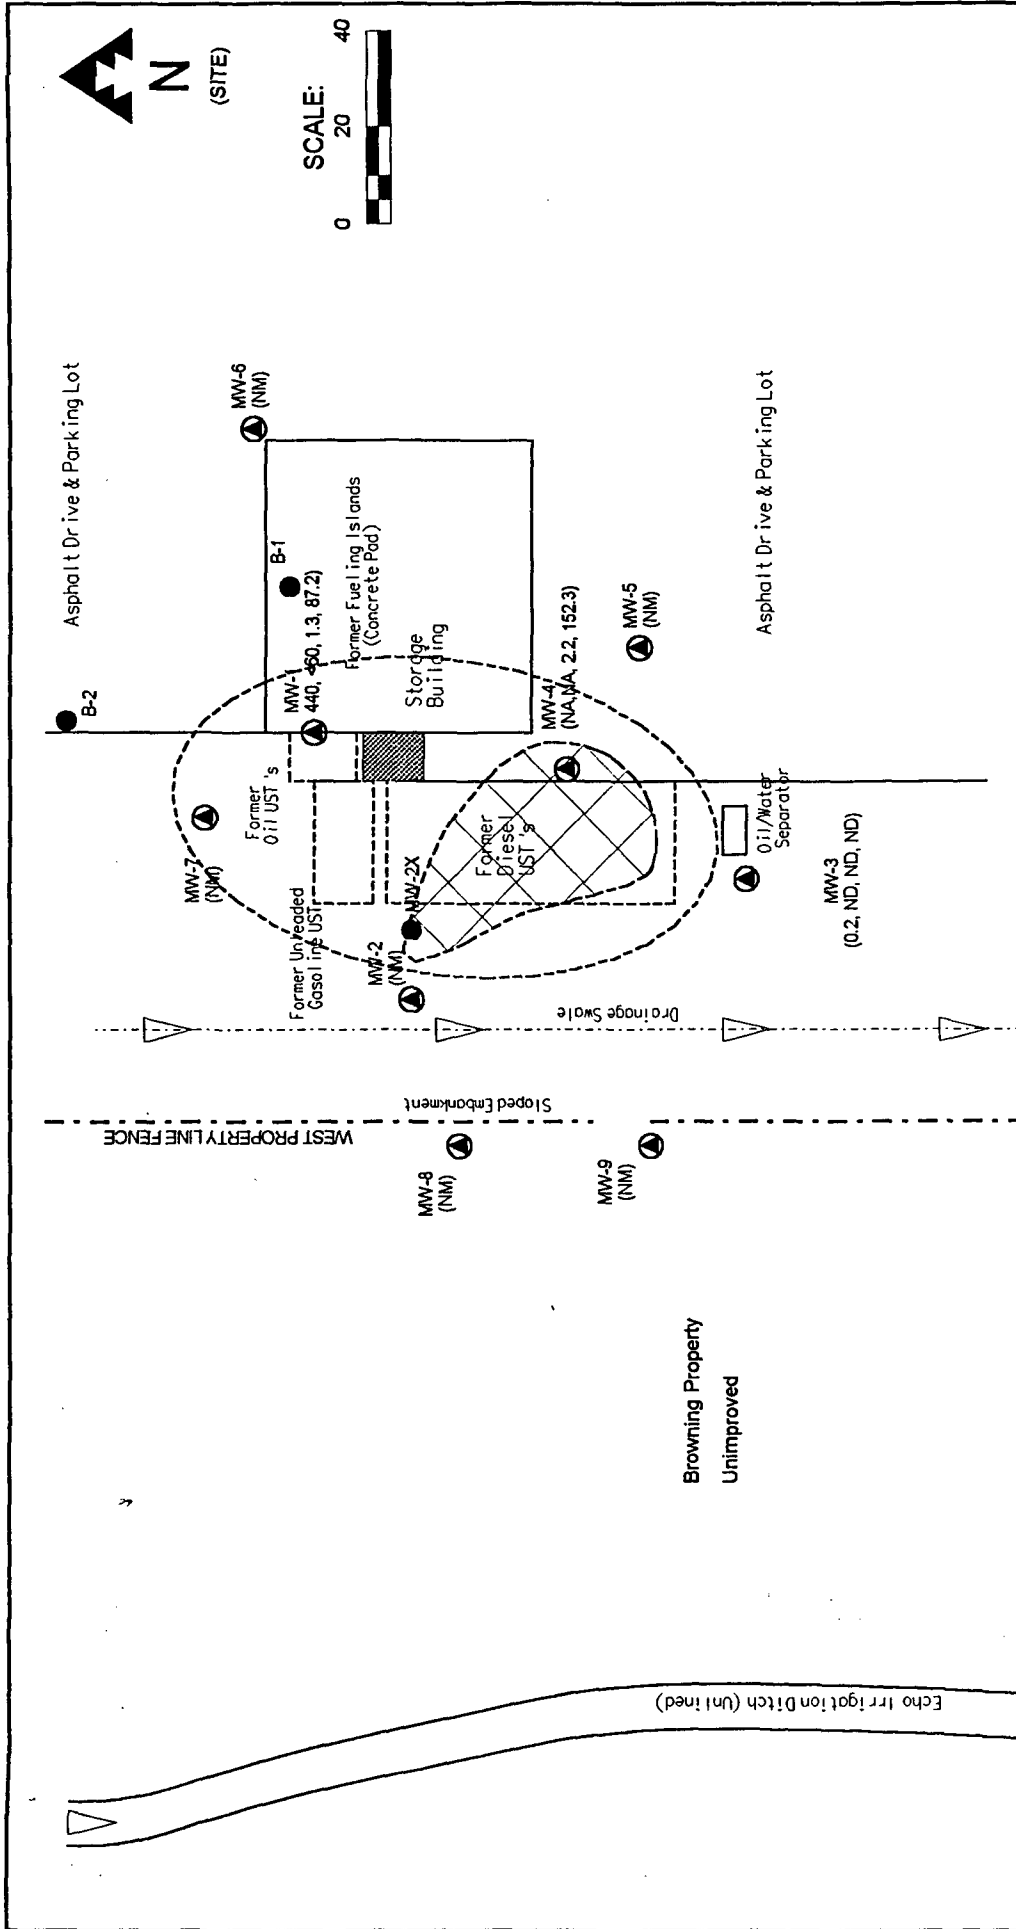 N
(SITE)
SCALE:
0 20 40
Asphalt Drive & Parking Lot
B-2
MW-6
(NM)
B-1
MW-1
440, <60, 1.3, 87.2)
Former Fueling Islands
(Concrete Pad)
Storage
Building
MW-7
(NM)
Former
Oil UST's
Former Unleaded
Gasoline UST
MW-2
(NM)
MW-2X
Former
Diesel
UST's
MW-4
(NA,NA, 2.2, 152.3)
MW-5
(NM)
Asphalt Drive & Parking Lot
Oil/Water
Separator
MW-3
(0.2, ND, ND, ND)
Drainage Swale
Sloped Embankment
WEST PROPERTY LINE FENCE
MW-8
(NM)
MW-9
(NM)
Browning Property
Unimproved
Echo Irrigation Ditch (Unlined)